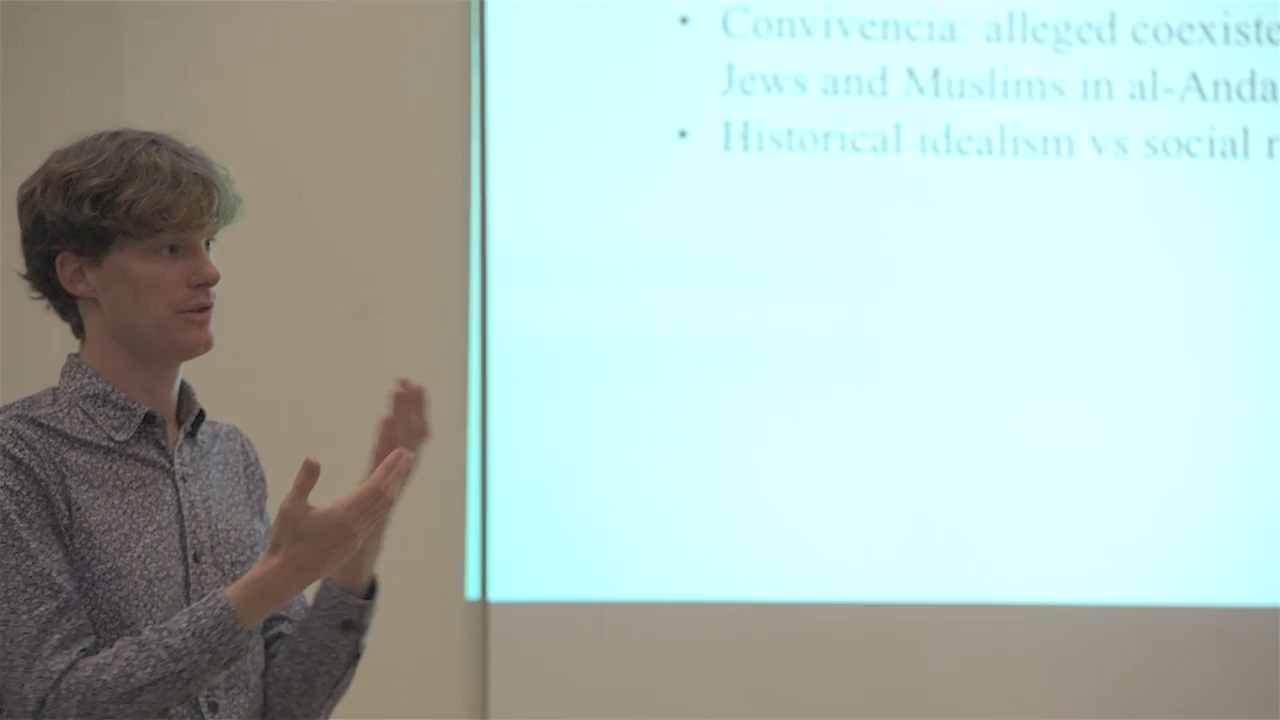 • Convivencia: alleged coexiste
Jews and Muslims in al-Anda
• Historical idealism vs social r